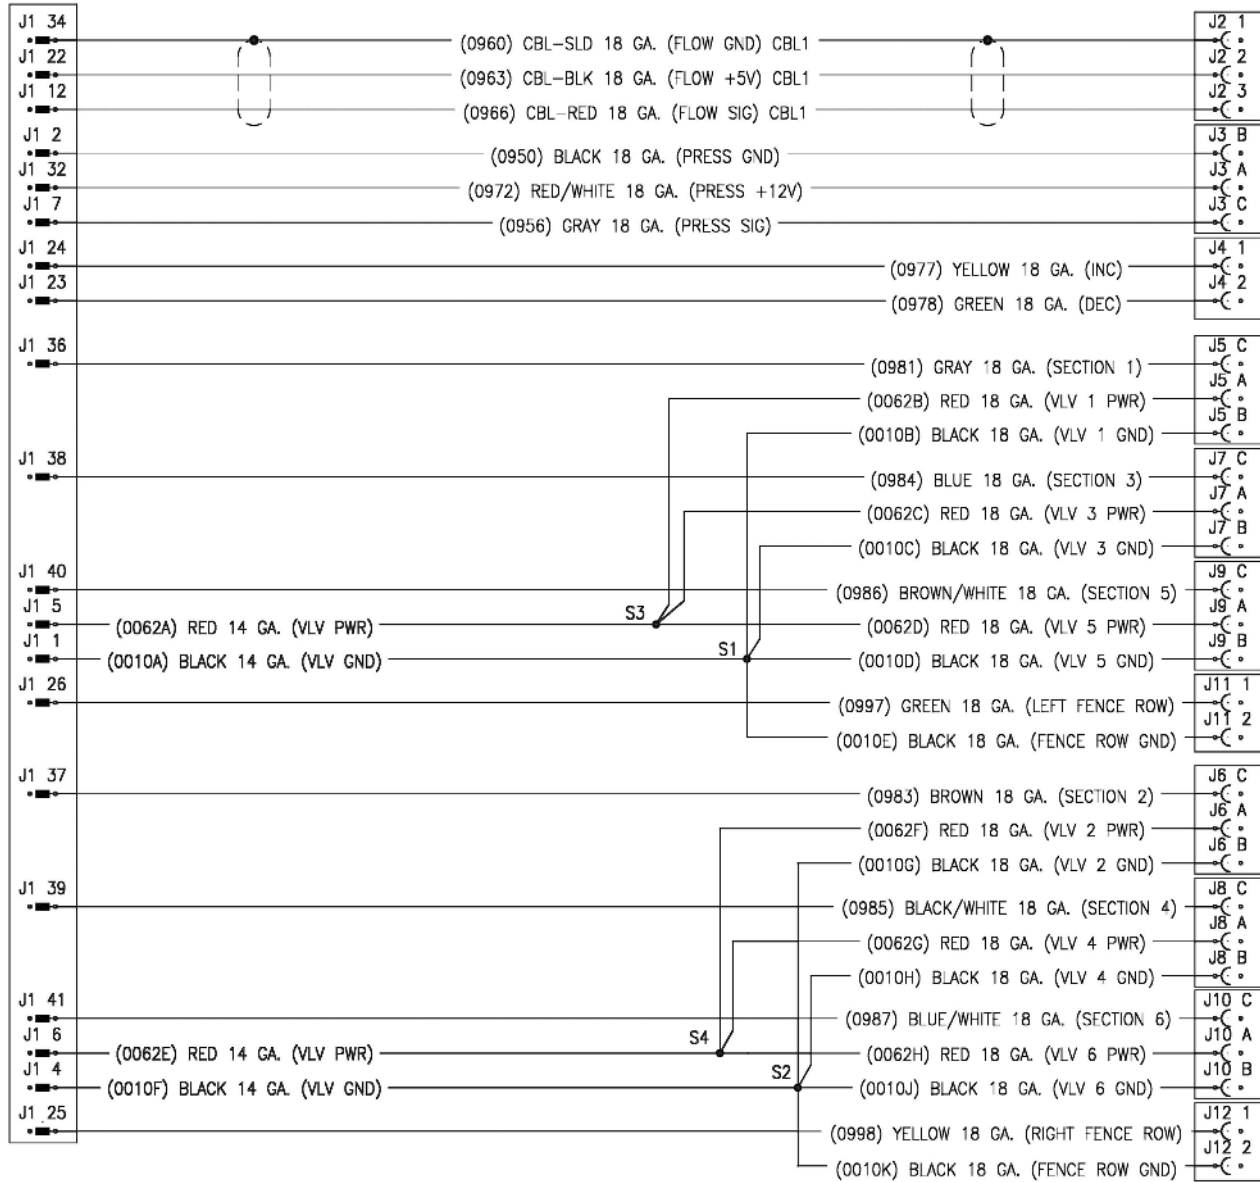 J1 34 (0960) CBL-SLD 18 GA. (FLOW GND) CBL1 J2 1
J1 22 (0963) CBL-BLK 18 GA. (FLOW +5V) CBL1 J2 2
J1 12 (0966) CBL-RED 18 GA. (FLOW SIG) CBL1 J2 3
J1 2 (0950) BLACK 18 GA. (PRESS GND) J3 B
J1 32 (0972) RED/WHITE 18 GA. (PRESS +12V) J3 A
J1 7 (0956) GRAY 18 GA. (PRESS SIG) J3 C
J1 24 (0977) YELLOW 18 GA. (INC) J4 1
J1 23 (0978) GREEN 18 GA. (DEC) J4 2
J1 36 (0981) GRAY 18 GA. (SECTION 1) J5 C
(0062B) RED 18 GA. (VLV 1 PWR) J5 A
(0010B) BLACK 18 GA. (VLV 1 GND) J5 B
J1 38 (0984) BLUE 18 GA. (SECTION 3) J7 C
(0062C) RED 18 GA. (VLV 3 PWR) J7 A
(0010C) BLACK 18 GA. (VLV 3 GND) J7 B
J1 40 (0986) BROWN/WHITE 18 GA. (SECTION 5) J9 C
J1 5 (0062A) RED 14 GA. (VLV PWR) S3 (0062D) RED 18 GA. (VLV 5 PWR) J9 A
J1 1 (0010A) BLACK 14 GA. (VLV GND) S1 (0010D) BLACK 18 GA. (VLV 5 GND) J9 B
J1 26 (0997) GREEN 18 GA. (LEFT FENCE ROW) J11 1
(0010E) BLACK 18 GA. (FENCE ROW GND) J11 2
J1 37 (0983) BROWN 18 GA. (SECTION 2) J6 C
(0062F) RED 18 GA. (VLV 2 PWR) J6 A
(0010G) BLACK 18 GA. (VLV 2 GND) J6 B
J1 39 (0985) BLACK/WHITE 18 GA. (SECTION 4) J8 C
(0062G) RED 18 GA. (VLV 4 PWR) J8 A
(0010H) BLACK 18 GA. (VLV 4 GND) J8 B
J1 41 (0987) BLUE/WHITE 18 GA. (SECTION 6) J10 C
J1 6 (0062E) RED 14 GA. (VLV PWR) S4 (0062H) RED 18 GA. (VLV 6 PWR) J10 A
J1 4 (0010F) BLACK 14 GA. (VLV GND) S2 (0010J) BLACK 18 GA. (VLV 6 GND) J10 B
J1 25 (0998) YELLOW 18 GA. (RIGHT FENCE ROW) J12 1
(0010K) BLACK 18 GA. (FENCE ROW GND) J12 2